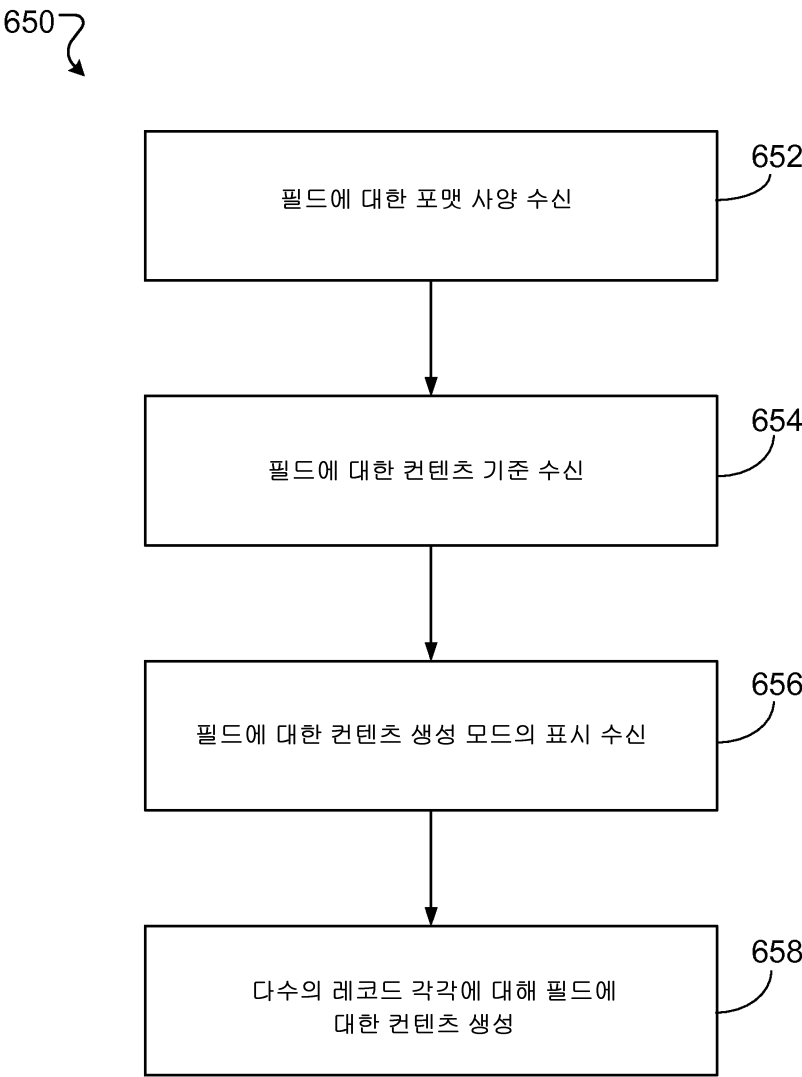 650
652
필드에 대한 포맷 사양 수신
654
필드에 대한 컨텐츠 기준 수신
656
필드에 대한 컨텐츠 생성 모드의 표시 수신
658
다수의 레코드 각각에 대해 필드에
대한 컨텐츠 생성